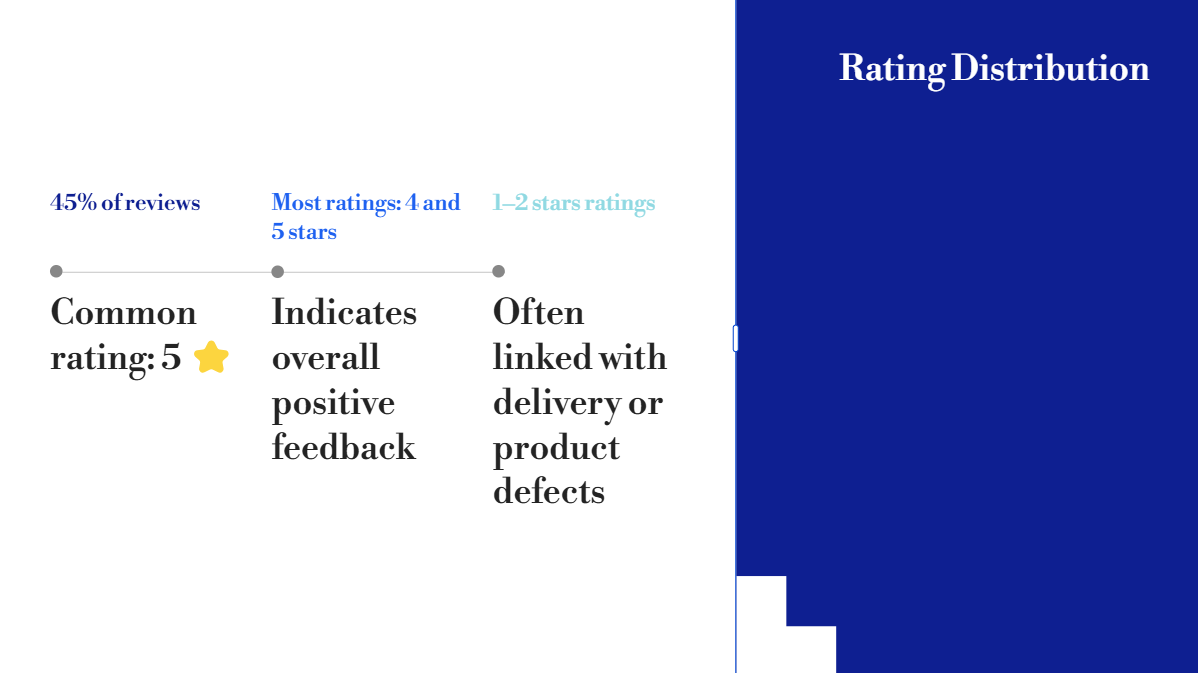 Rating Distribution
45% of reviews
Most ratings: 4 and
5 stars
1–2 stars ratings
Common
rating: 5
Indicates
overall
positive
feedback
Often
linked with
delivery or
product
defects